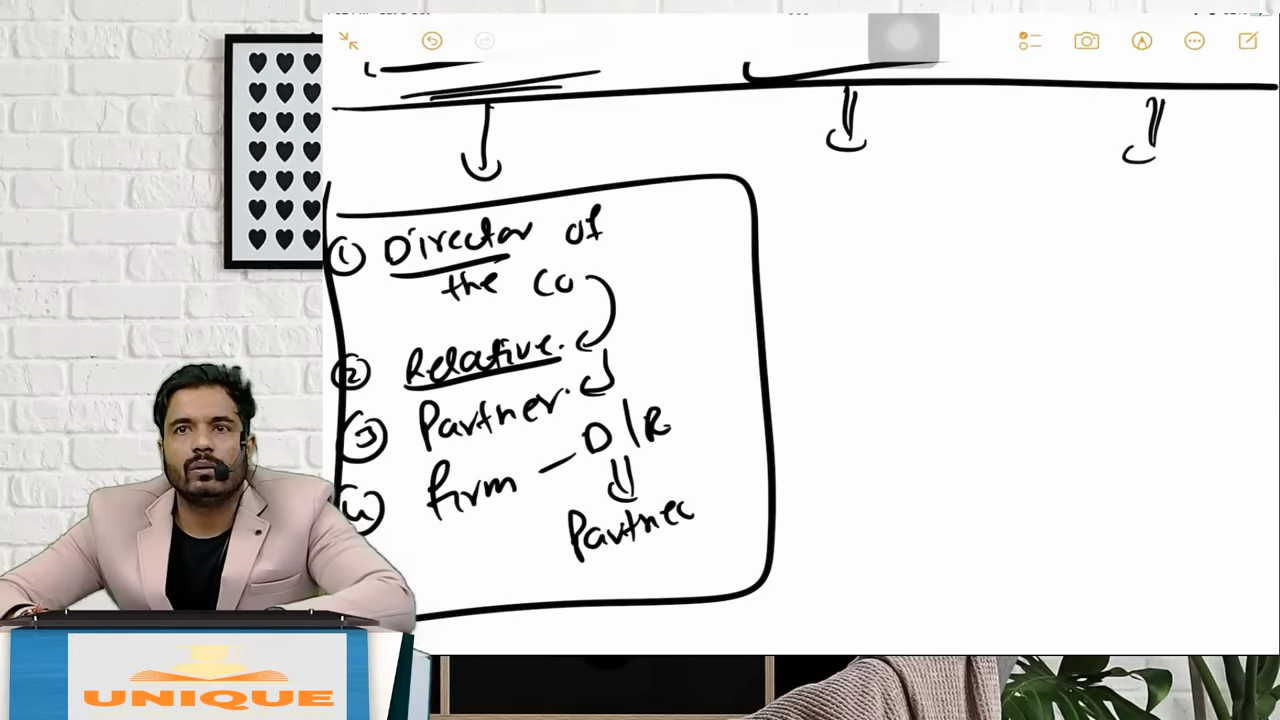 ① Director of
the Co
② Relative.
③ Partner.
④ firm — D/R
Partner
UNIQUE